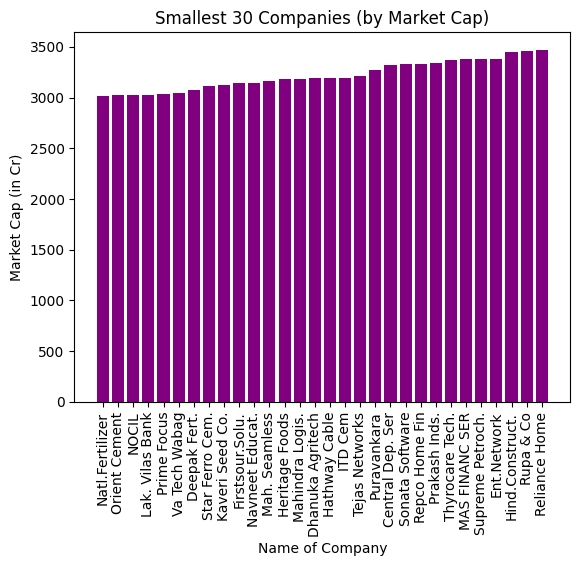 Smallest 30 Companies (by Market Cap)
Market Cap (in Cr)
3500
3000
2500
2000
1500
1000
500
0
Natl.Fertilizer
Orient Cement
NOCIL
Lak. Vilas Bank
Prime Focus
Va Tech Wabag
Deepak Fert.
Star Ferro Cem.
Kaveri Seed Co.
Firstsour.Solu.
Navneet Educat.
Mah. Seamless
Heritage Foods
Mahindra Logis.
Dhanuka Agritech
Hathway Cable
ITD Cem
Tejas Networks
Puravankara
Central Dep. Ser
Sonata Software
Repco Home Fin
Prakash Inds.
Thyrocare Tech.
MAS FINANC SER
Supreme Petroch.
Ent.Network
Hind.Construct.
Rupa & Co
Reliance Home
Name of Company